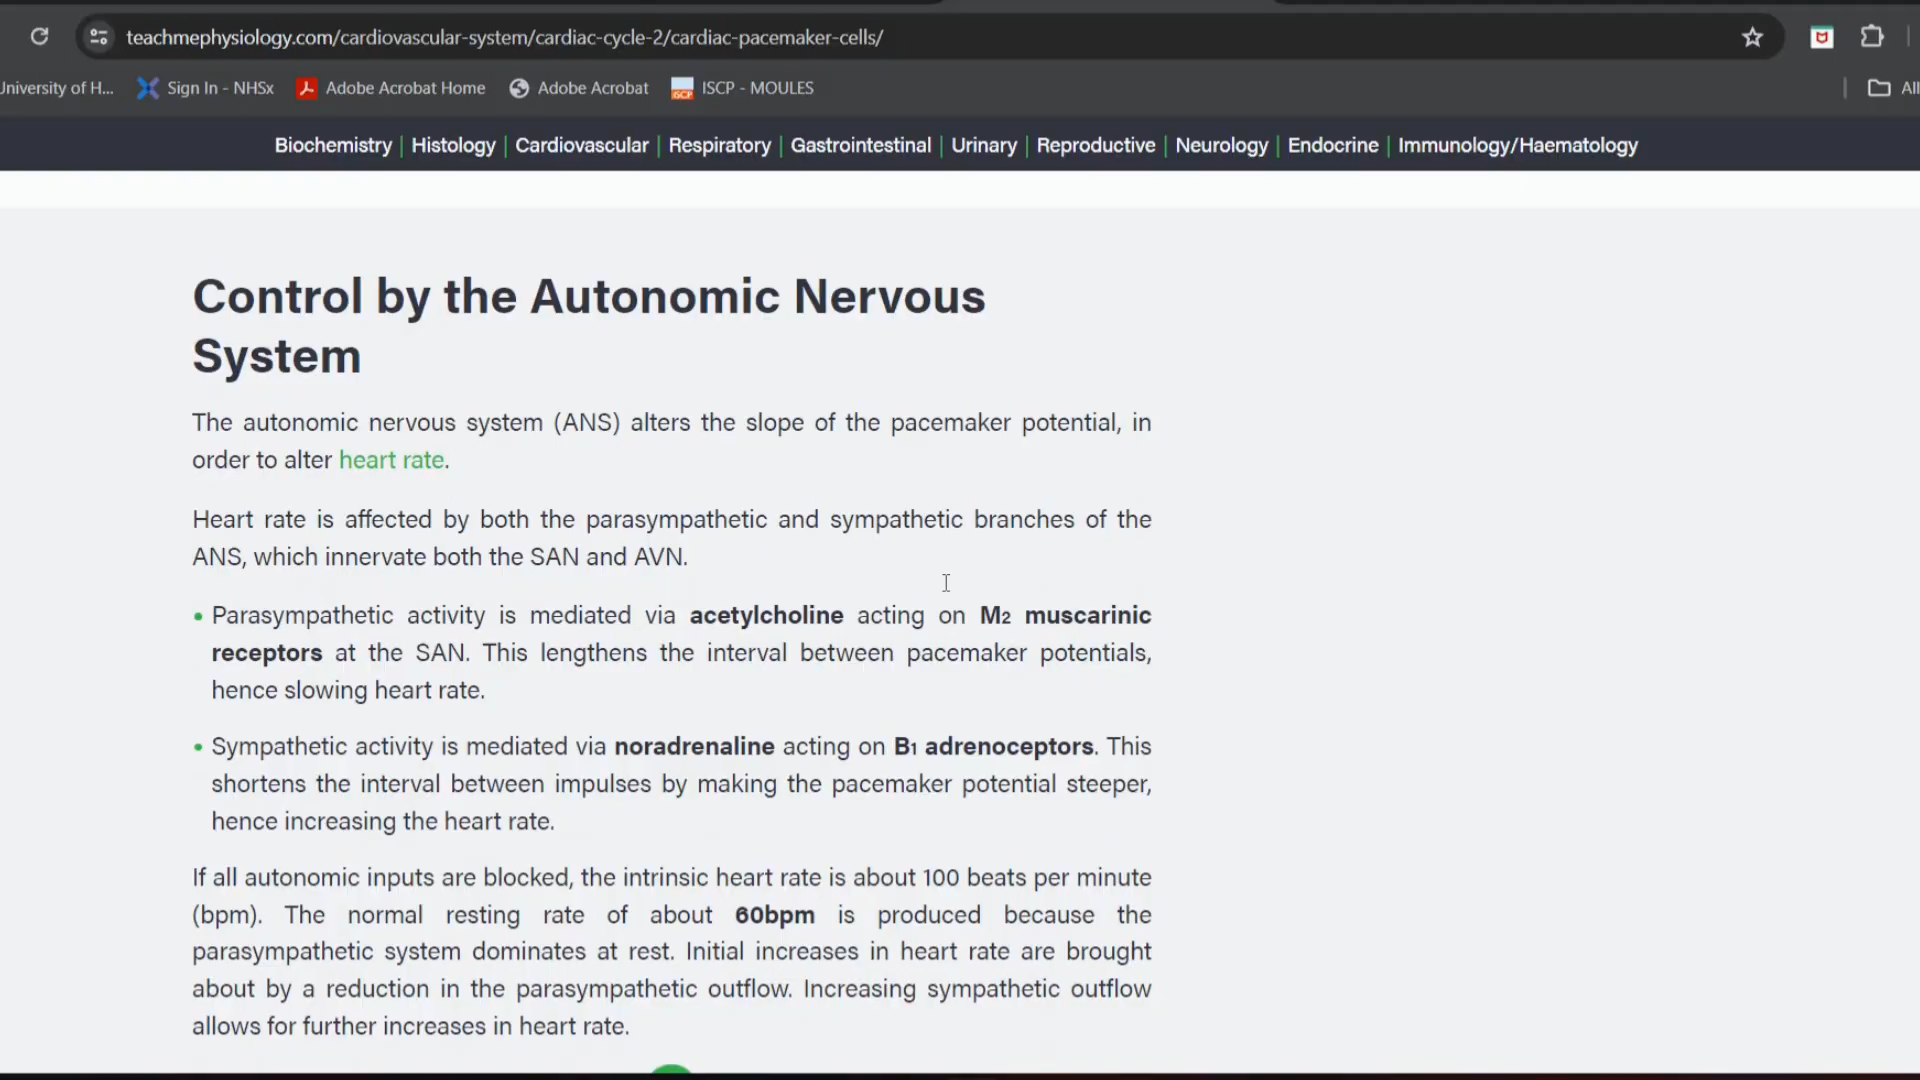 teachmephysiology.com/cardiovascular-system/cardiac-cycle-2/cardiac-pacemaker-cells/
University of H... Sign In - NHSx Adobe Acrobat Home Adobe Acrobat ISCP - MOULES All
Biochemistry | Histology | Cardiovascular | Respiratory | Gastrointestinal | Urinary | Reproductive | Neurology | Endocrine | Immunology/Haematology
Control by the Autonomic Nervous
System
The autonomic nervous system (ANS) alters the slope of the pacemaker potential, in
order to alter heart rate.
Heart rate is affected by both the parasympathetic and sympathetic branches of the
ANS, which innervate both the SAN and AVN.
• Parasympathetic activity is mediated via acetylcholine acting on M2 muscarinic
receptors at the SAN. This lengthens the interval between pacemaker potentials,
hence slowing heart rate.
• Sympathetic activity is mediated via noradrenaline acting on B1 adrenoceptors. This
shortens the interval between impulses by making the pacemaker potential steeper,
hence increasing the heart rate.
If all autonomic inputs are blocked, the intrinsic heart rate is about 100 beats per minute
(bpm). The normal resting rate of about 60bpm is produced because the
parasympathetic system dominates at rest. Initial increases in heart rate are brought
about by a reduction in the parasympathetic outflow. Increasing sympathetic outflow
allows for further increases in heart rate.